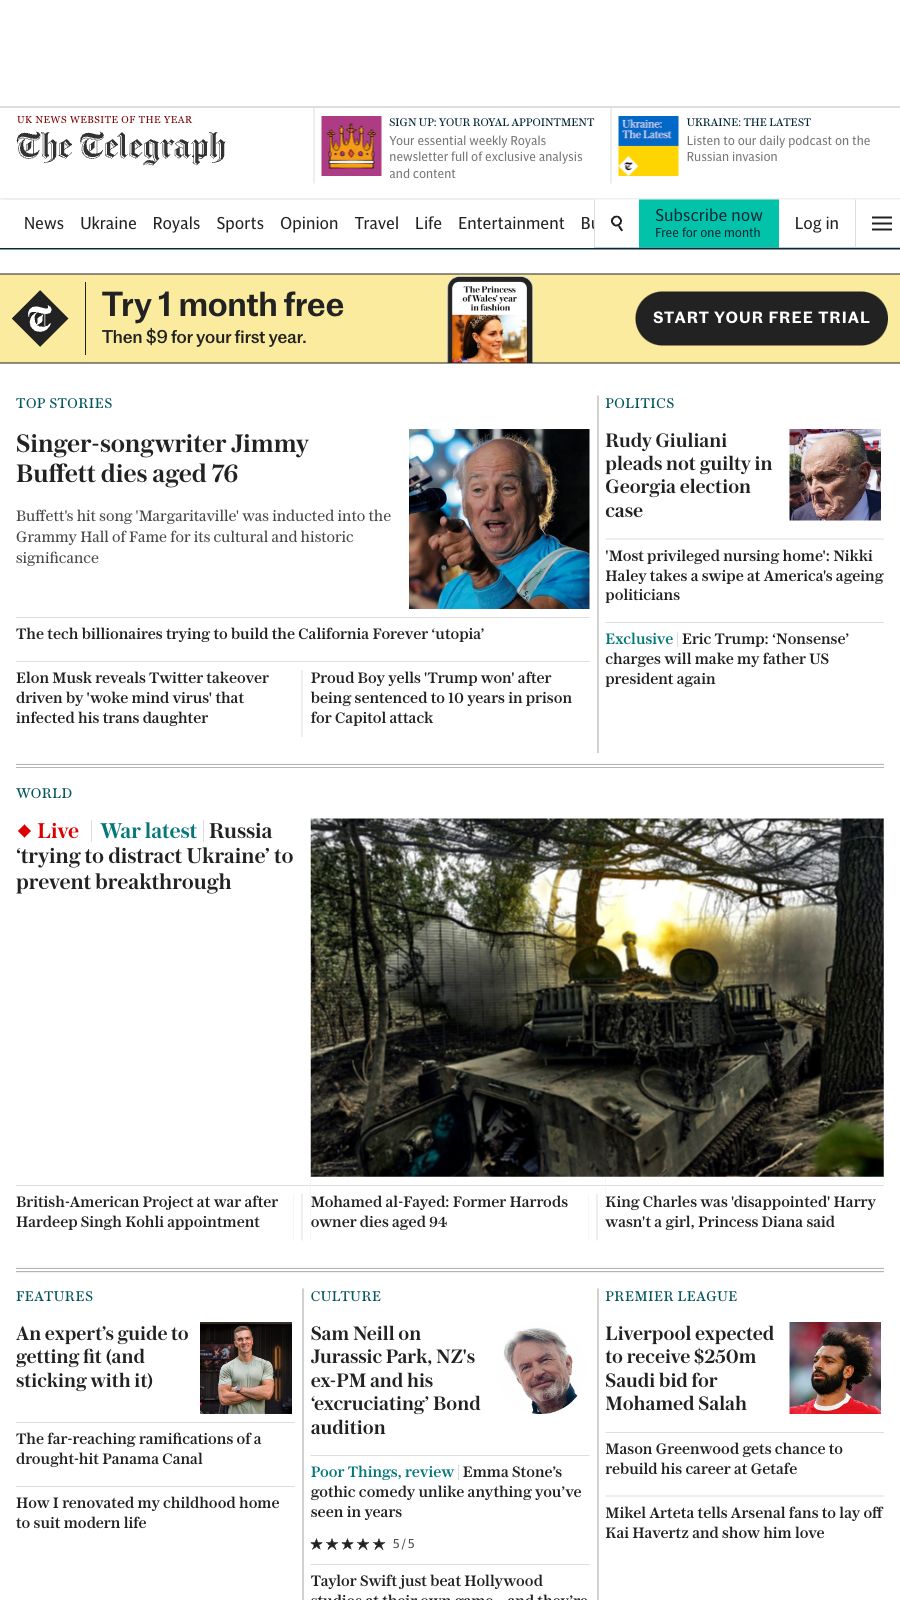 UK NEWS WEBSITE OF THE YEAR
The Telegraph
SIGN UP: YOUR ROYAL APPOINTMENT
Your essential weekly Royals
newsletter full of exclusive analysis
and content
Ukraine:
The Latest
UKRAINE: THE LATEST
Listen to our daily podcast on the
Russian invasion
News Ukraine Royals Sports Opinion Travel Life Entertainment
Subscribe now
Free for one month
Log in
Try 1 month free
Then $9 for your first year.
The Princess
of Wales' year
in fashion
START YOUR FREE TRIAL
TOP STORIES
Singer-songwriter Jimmy
Buffett dies aged 76
Buffett's hit song 'Margaritaville' was inducted into the
Grammy Hall of Fame for its cultural and historic
significance
The tech billionaires trying to build the California Forever ‘utopia’
Elon Musk reveals Twitter takeover
driven by 'woke mind virus' that
infected his trans daughter
Proud Boy yells 'Trump won' after
being sentenced to 10 years in prison
for Capitol attack
POLITICS
Rudy Giuliani
pleads not guilty in
Georgia election
case
'Most privileged nursing home': Nikki
Haley takes a swipe at America's ageing
politicians
Exclusive Eric Trump: ‘Nonsense’
charges will make my father US
president again
WORLD
Live War latest Russia
‘trying to distract Ukraine’ to
prevent breakthrough
British-American Project at war after
Hardeep Singh Kohli appointment
Mohamed al-Fayed: Former Harrods
owner dies aged 94
King Charles was 'disappointed' Harry
wasn't a girl, Princess Diana said
FEATURES
An expert’s guide to
getting fit (and
sticking with it)
The far-reaching ramifications of a
drought-hit Panama Canal
How I renovated my childhood home
to suit modern life
CULTURE
Sam Neill on
Jurassic Park, NZ's
ex-PM and his
‘excruciating’ Bond
audition
Poor Things, review Emma Stone’s
gothic comedy unlike anything you’ve
seen in years
★★★★★ 5/5
Taylor Swift just beat Hollywood
studios at their own game – and they're
PREMIER LEAGUE
Liverpool expected
to receive $250m
Saudi bid for
Mohamed Salah
Mason Greenwood gets chance to
rebuild his career at Getafe
Mikel Arteta tells Arsenal fans to lay off
Kai Havertz and show him love